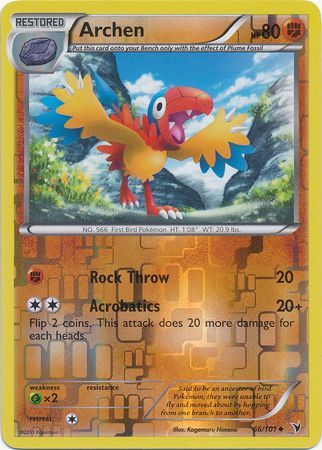 RESTORED
Archen
HP80
Put this card onto your Bench only with the effect of Plume Fossil
NO. 566 First Bird Pokémon HT: 1'08" WT: 20.9 lbs.
Rock Throw 20
Acrobatics 20+
Flip 2 coins. This attack does 20 more damage for
each heads.
weakness resistance
×2
retreat
Said to be an ancestor of bird
Pokémon, they were unable to
fly and moved about by hopping
from one branch to another.
©2011 Pokémon
Illus. Kagemaru Himeno
66/101